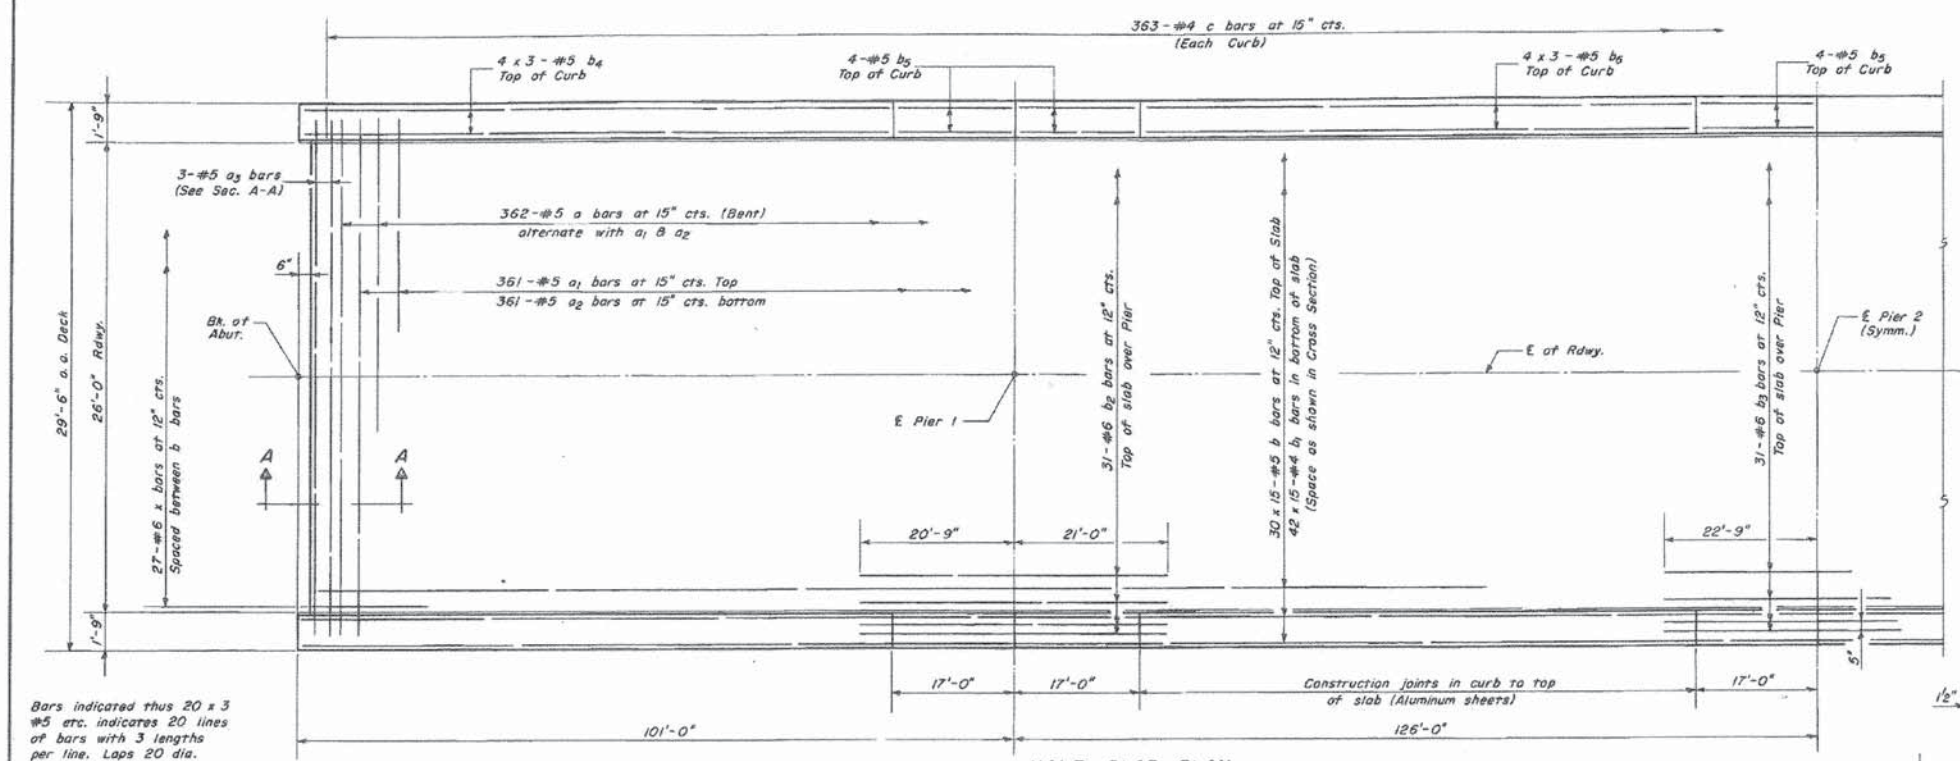 363-#4 c bars at 15" cts.
(Each Curb)
4 x 3 - #5 b4
Top of Curb
4-#5 b5
Top of Curb
4 x 3-#5 b6
Top of Curb
4-#5 b5
Top of Curb
1'-9"
3-#5 a3 bars
(See Sec. A-A)
362-#5 a bars at 15" cts. (Bent)
alternate with a1 & a2
6"
361-#5 a1 bars at 15" cts. Top
361-#5 a2 bars at 15" cts. bottom
Bk. of
Abut.
29'-6" o. o. Deck
26'-0" Rdwy.
27-#6 x bars at 12" cts.
Spaced between b bars
A
A
℄ Pier 1
31-#6 b2 bars at 12" cts.
Top of slab over Pier
30 x 15-#5 b bars at 12" cts. Top of Slab
42 x 15-#4 b1 bars in bottom of slab
(Space as shown in Cross Section)
℄ of Rdwy.
31-#6 b3 bars at 12" cts.
Top of slab over Pier
℄ Pier 2
(Symm.)
20'-9"
21'-0"
22'-9"
1'-9"
5"
17'-0"
17'-0"
Construction joints in curb to top
of slab (Aluminum sheets)
17'-0"
Bars indicated thus 20 x 3
#5 etc. indicates 20 lines
of bars with 3 lengths
per line. Laps 20 dia.
101'-0"
126'-0"